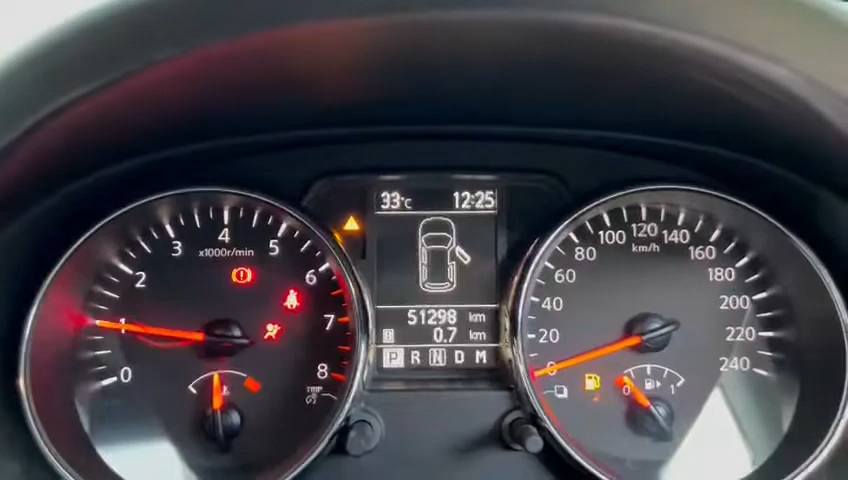 33°C 12:25
0 1 2 3 4 5 6 7 8
x1000r/min
51298 km
B 0.7 km
P R N D M
0 20 40 60 80 100 120 140 160 180 200 220 240
km/h
TRIP
0 1